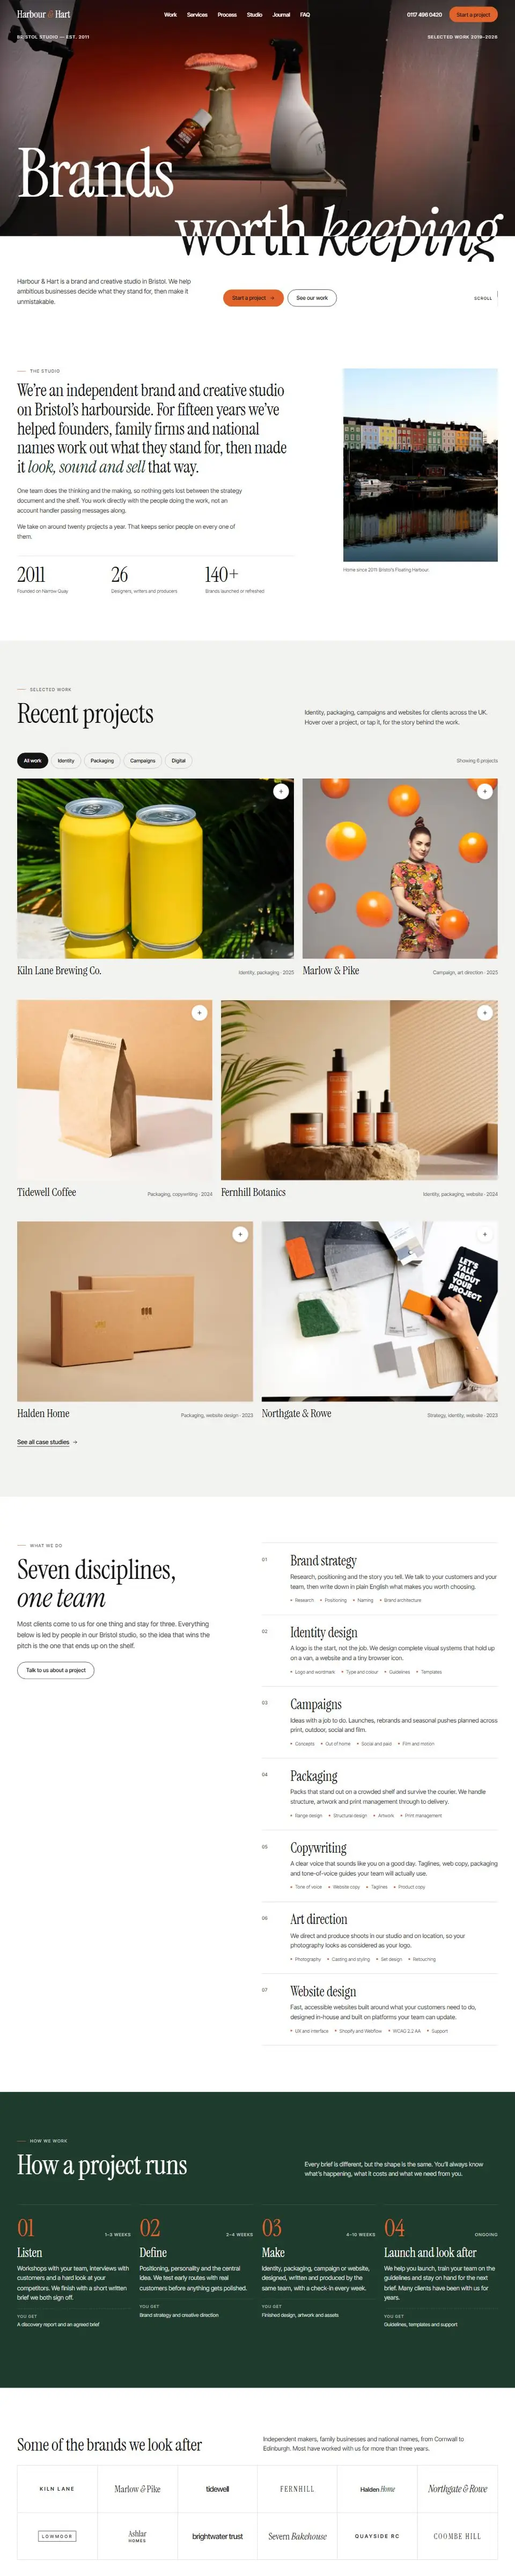 Harbour & Hart
Work Services Process Studio Journal FAQ
0117 496 0420
Start a project
BRISTOL STUDIO — EST. 2011
SELECTED WORK 2019–2026
Brands
worth keeping
Harbour & Hart is a brand and creative studio in Bristol. We help
ambitious businesses decide what they stand for, then make it
unmistakable.
Start a project →
See our work
SCROLL
THE STUDIO
We're an independent brand and creative studio
on Bristol's harbourside. For fifteen years we've
helped founders, family firms and national
names work out what they stand for, then made
it look, sound and sell that way.
One team does the thinking and the making, so nothing gets lost between the strategy
document and the shelf. You work directly with the people doing the work, not an
account handler passing messages along.
We take on around twenty projects a year. That keeps senior people on every one of
them.
2011
Founded on Narrow Quay
26
Designers, writers and producers
140+
Brands launched or refreshed
Home since 2011: Bristol's Floating Harbour.
SELECTED WORK
Recent projects
Identity, packaging, campaigns and websites for clients across the UK.
Hover over a project, or tap it, for the story behind the work.
All work
Identity
Packaging
Campaigns
Digital
Showing 6 projects
Kiln Lane Brewing Co.
Identity, packaging · 2025
Marlow & Pike
Campaign, art direction · 2025
Tidewell Coffee
Packaging, copywriting · 2024
Fernhill Botanics
Identity, packaging, website · 2024
LET'S
TALK
ABOUT
YOUR
PROJECT.
Halden Home
Packaging, website design · 2023
Northgate & Rowe
Strategy, identity, website · 2023
See all case studies →
WHAT WE DO
Seven disciplines,
one team
Most clients come to us for one thing and stay for three. Everything
below is led by people in our Bristol studio, so the idea that wins the
pitch is the one that ends up on the shelf.
Talk to us about a project
01
Brand strategy
Research, positioning and the story you tell. We talk to your customers and your
team, then write down in plain English what makes you worth choosing.
Research
Positioning
Naming
Brand architecture
02
Identity design
A logo is the start, not the job. We design complete visual systems that hold up
on a van, a website and a tiny browser icon.
Logo and wordmark
Type and colour
Guidelines
Templates
03
Campaigns
Ideas with a job to do. Launches, rebrands and seasonal pushes planned across
print, outdoor, social and film.
Concepts
Out of home
Social and paid
Film and motion
04
Packaging
Packs that stand out on a crowded shelf and survive the courier. We handle
structure, artwork and print management through to delivery.
Range design
Structural design
Artwork
Print management
05
Copywriting
A clear voice that sounds like you on a good day. Taglines, web copy, packaging
and tone-of-voice guides your team will actually use.
Tone of voice
Website copy
Taglines
Product copy
06
Art direction
We direct and produce shoots in our studio and on location, so your
photography looks as considered as your logo.
Photography
Casting and styling
Set design
Retouching
07
Website design
Fast, accessible websites built around what your customers need to do,
designed in-house and built on platforms your team can update.
UX and interface
Shopify and Webflow
WCAG 2.2 AA
Support
HOW WE WORK
How a project runs
Every brief is different, but the shape is the same. You'll always know
what's happening, what it costs and what we need from you.
01
1–3 WEEKS
Listen
Workshops with your team, interviews with
customers and a hard look at your
competitors. We finish with a short written
brief we both sign off.
YOU GET
A discovery report and an agreed brief
02
2–4 WEEKS
Define
Positioning, personality and the central
idea. We test early routes with real
customers before anything gets polished.
YOU GET
Brand strategy and creative direction
03
4–10 WEEKS
Make
Identity, packaging, campaign or website,
designed, written and produced by the
same team, with a check-in every week.
YOU GET
Finished design, artwork and assets
04
ONGOING
Launch and look after
We help you launch, train your team on the
guidelines and stay on hand for the next
brief. Many clients have been with us for
years.
YOU GET
Guidelines, templates and support
Some of the brands we look after
Independent makers, family businesses and national names, from Cornwall to
Edinburgh. Most have worked with us for more than three years.
KILN LANE
Marlow & Pike
tidewell
FERNHILL
Halden Home
Northgate & Rowe
LOWMOOR
Ashlar
HOMES
brightwater trust
Severn Bakehouse
QUAYSIDE RC
COOMBE HILL